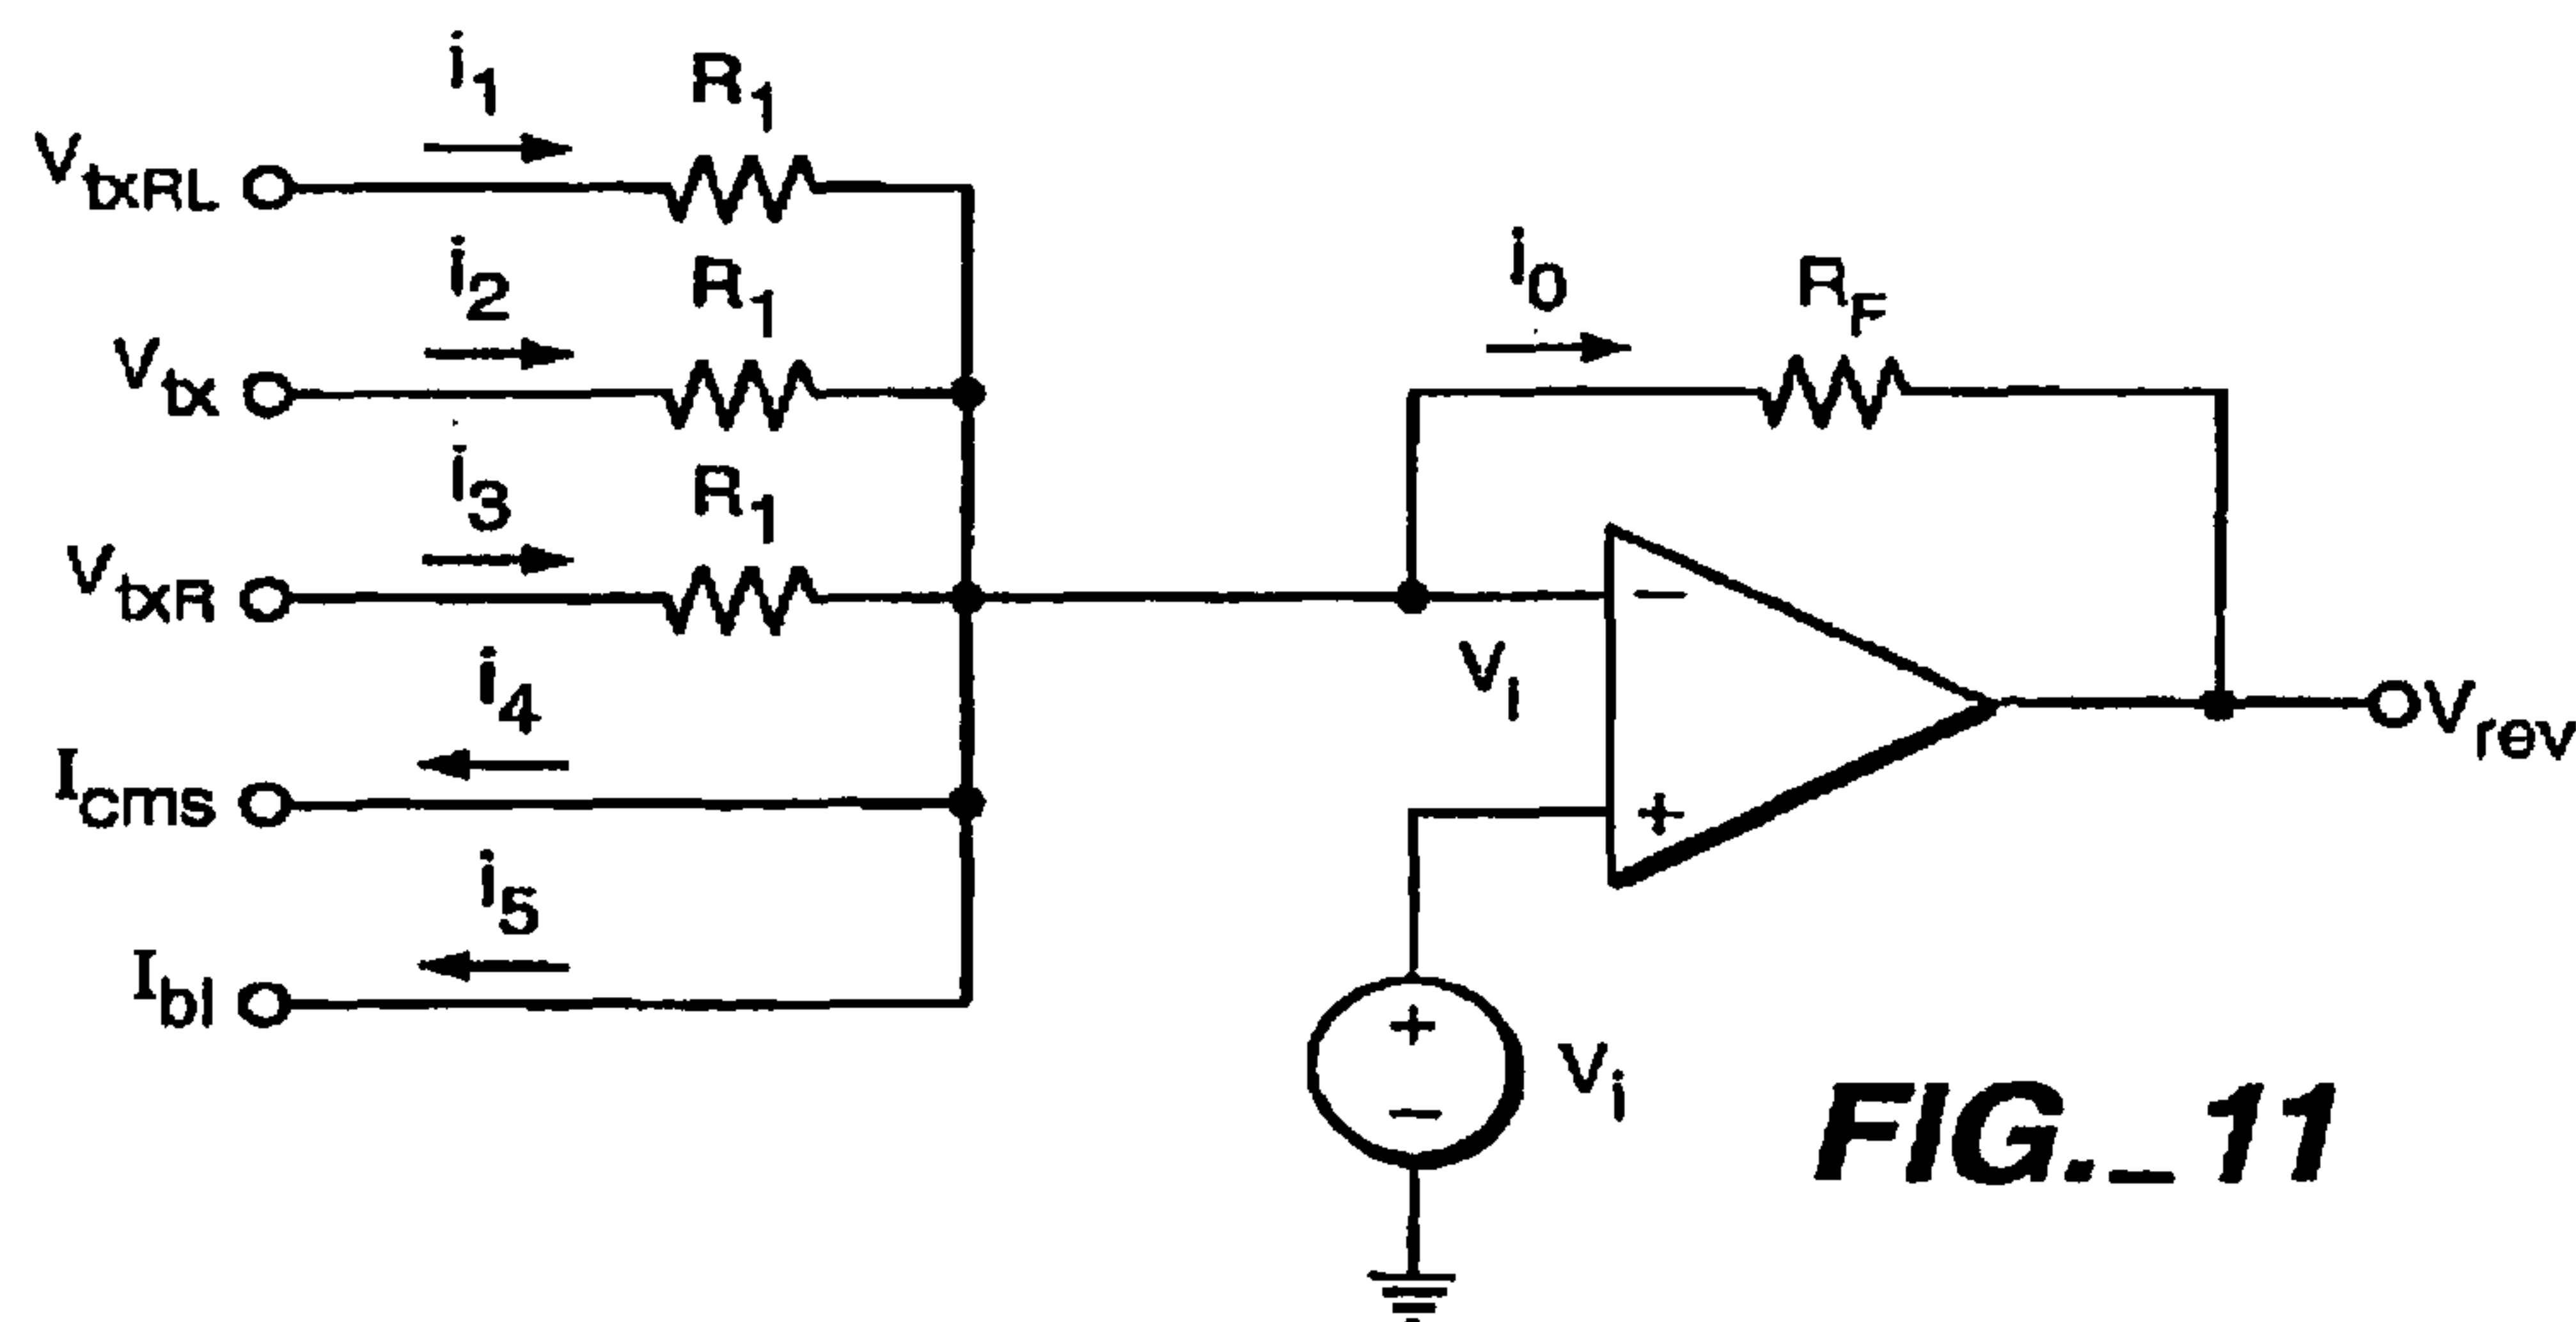 i1
R1
VtxRL
i2
R1
Vtx
i3
R1
VtxR
i4
Icms
i5
Ibl
i0
RF
−
Vi
+
Vrev
+
−
Vi
FIG._11